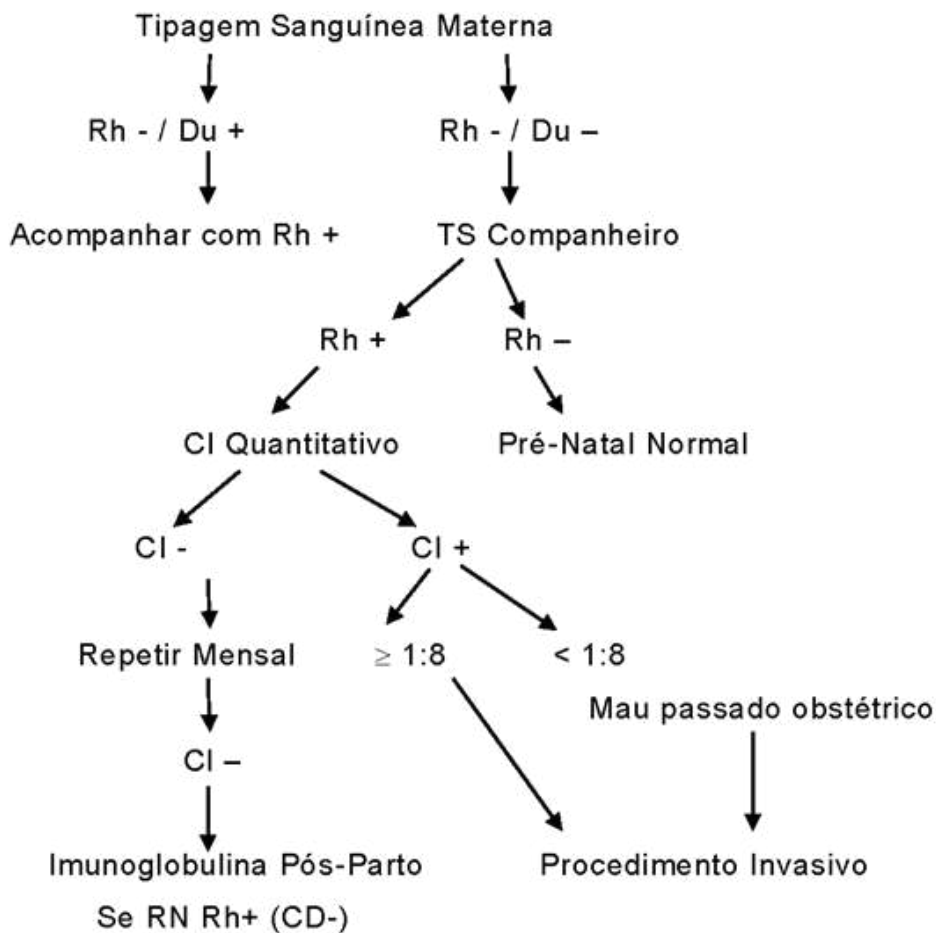 Tipagem Sanguínea Materna
Rh - / Du +
Rh - / Du –
Acompanhar com Rh +
TS Companheiro
Rh +
Rh –
CI Quantitativo
Pré-Natal Normal
CI -
CI +
Repetir Mensal
≥ 1:8
< 1:8
Mau passado obstétrico
CI –
Imunoglobulina Pós-Parto
Procedimento Invasivo
Se RN Rh+ (CD-)